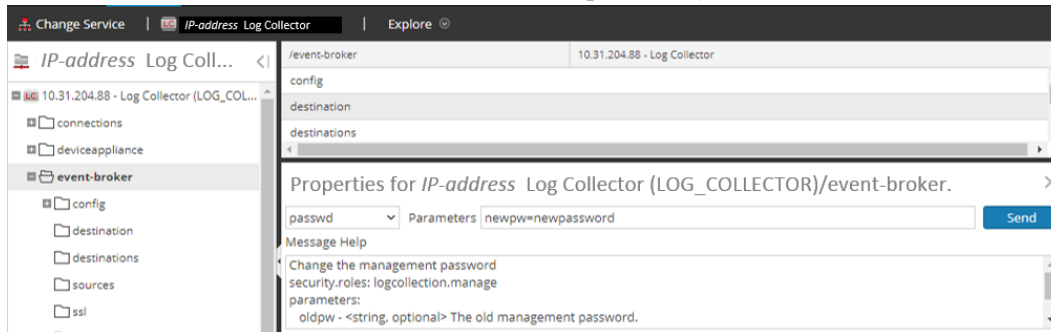 Change Service | LC IP-address Log Collector | Explore
IP-address Log Coll...
LC 10.31.204.88 - Log Collector (LOG_COL...
connections
deviceappliance
event-broker
config
destination
destinations
sources
ssl
/event-broker 10.31.204.88 - Log Collector
config
destination
destinations
Properties for IP-address Log Collector (LOG_COLLECTOR)/event-broker.
passwd Parameters newpw=newpassword Send
Message Help
Change the management password
security.roles: logcollection.manage
parameters:
oldpw - <string, optional> The old management password.